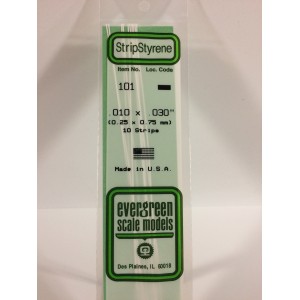 StripStyrene
Item No. Loc. Code
101
.010 x .030"
(0.25 x 0.75 mm)
10 Strips
Made in U.S.A.
evergreen
scale models
Des Plaines, IL 60018